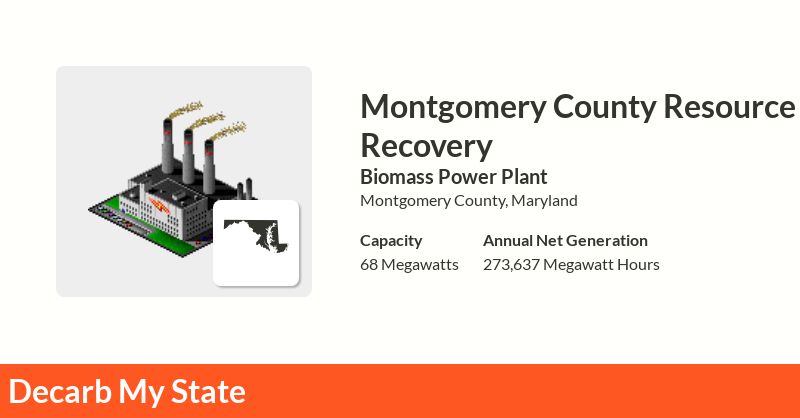 Montgomery County Resource
Recovery
Biomass Power Plant
Montgomery County, Maryland
Capacity Annual Net Generation
68 Megawatts 273,637 Megawatt Hours
Decarb My State